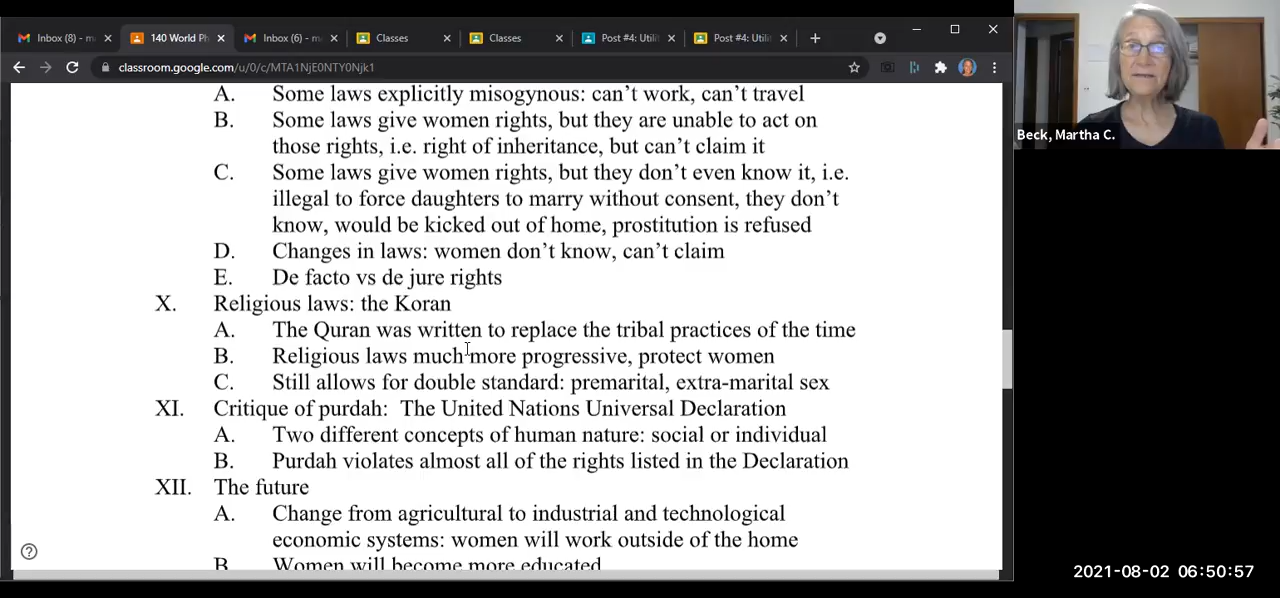 Inbox (8) - m
140 World Ph
Inbox (6) - m
Classes
Classes
Post #4: Utili
Post #4: Utili
classroom.google.com/u/0/c/MTA1NjE0NTY0Njk1
A. Some laws explicitly misogynous: can't work, can't travel
B. Some laws give women rights, but they are unable to act on
those rights, i.e. right of inheritance, but can't claim it
C. Some laws give women rights, but they don't even know it, i.e.
illegal to force daughters to marry without consent, they don't
know, would be kicked out of home, prostitution is refused
D. Changes in laws: women don't know, can't claim
E. De facto vs de jure rights
X. Religious laws: the Koran
A. The Quran was written to replace the tribal practices of the time
B. Religious laws much more progressive, protect women
C. Still allows for double standard: premarital, extra-marital sex
XI. Critique of purdah: The United Nations Universal Declaration
A. Two different concepts of human nature: social or individual
B. Purdah violates almost all of the rights listed in the Declaration
XII. The future
A. Change from agricultural to industrial and technological
economic systems: women will work outside of the home
B. Women will become more educated
Beck, Martha C.
2021-08-02 06:50:57